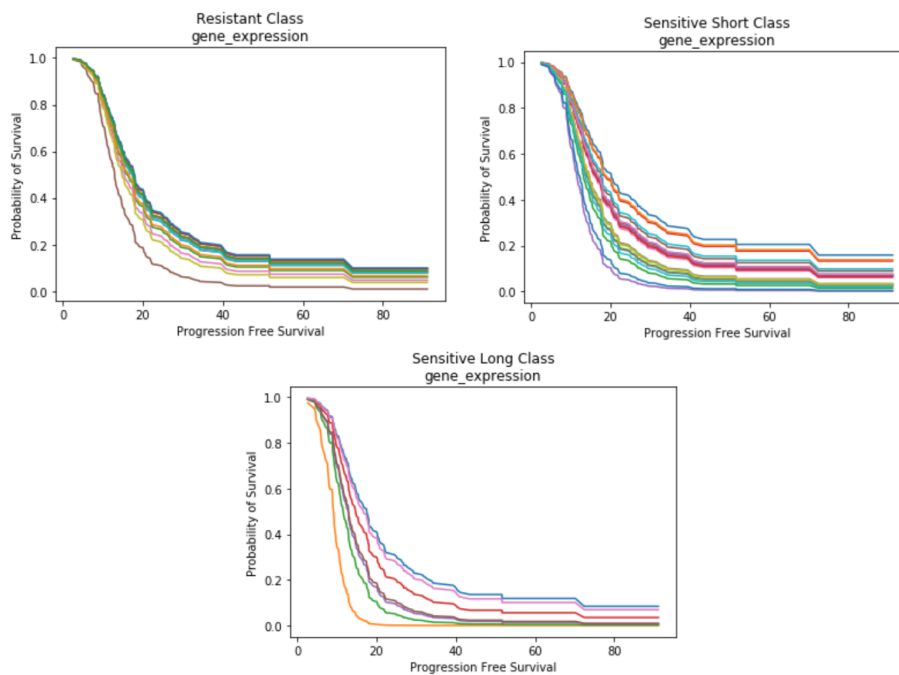 Resistant Class
gene_expression
1.0
0.8
0.6
0.4
0.2
0.0
Probability of Survival
0
20
40
60
80
Progression Free Survival
Sensitive Short Class
gene_expression
1.0
0.8
0.6
0.4
0.2
0.0
Probability of Survival
0
20
40
60
80
Progression Free Survival
Sensitive Long Class
gene_expression
1.0
0.8
0.6
0.4
0.2
0.0
Probability of Survival
0
20
40
60
80
Progression Free Survival